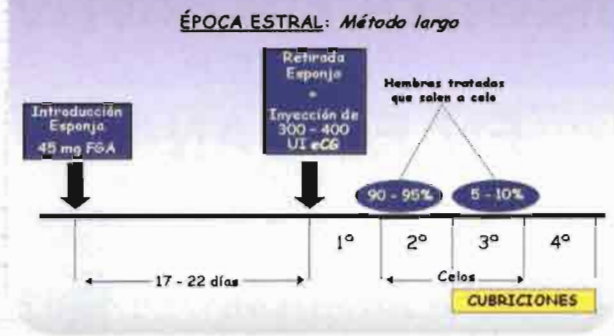 ÉPOCA ESTRAL: Método largo
Retirada
Esponja
+
Inyección de
300 - 400
UI eCG
Hembras tratadas
que salen a celo
Introducción
Esponja
45 mg FGA
90 - 95%
5 - 10%
1º
2º
3º
4º
17 - 22 días
Celos
CUBRICIONES